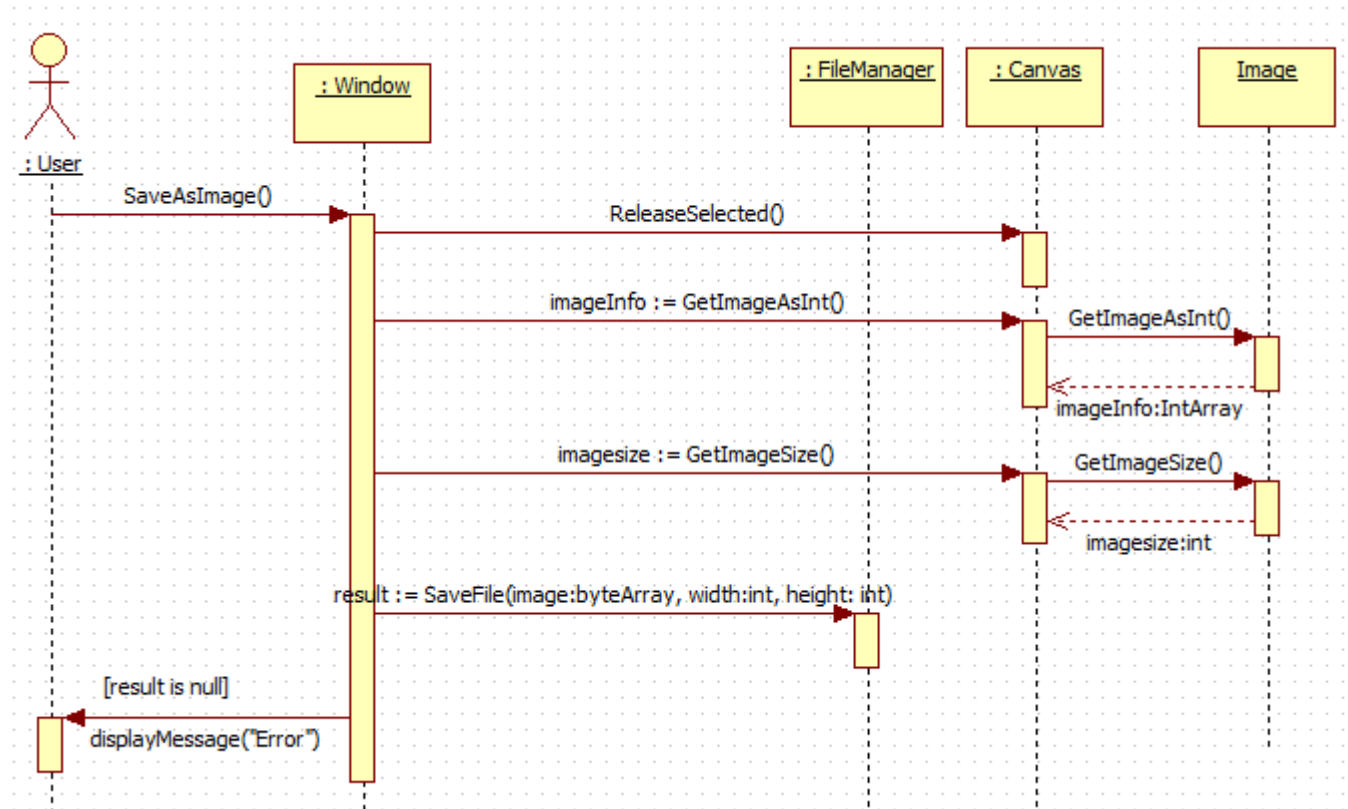 : User
: Window
: FileManager
: Canvas
Image
SaveAsImage()
ReleaseSelected()
imageInfo := GetImageAsInt()
GetImageAsInt()
imageInfo:IntArray
imagesize := GetImageSize()
GetImageSize()
imagesize:int
result := SaveFile(image:byteArray, width:int, height: int)
[result is null]
displayMessage("Error")